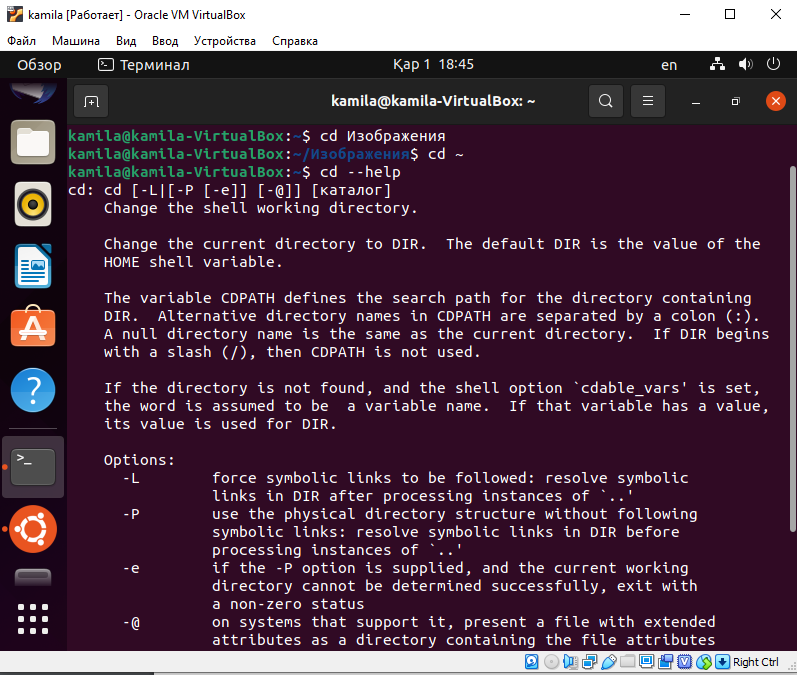 kamila [Работает] - Oracle VM VirtualBox
Файл Машина Вид Ввод Устройства Справка
Обзор Терминал Қар 1 18:45 en
kamila@kamila-VirtualBox: ~
kamila@kamila-VirtualBox:~$ cd Изображения
kamila@kamila-VirtualBox:~/Изображения$ cd ~
kamila@kamila-VirtualBox:~$ cd --help
cd: cd [-L|[-P [-e]] [-@]] [каталог]
Change the shell working directory.
Change the current directory to DIR.  The default DIR is the value of the
HOME shell variable.
The variable CDPATH defines the search path for the directory containing
DIR.  Alternative directory names in CDPATH are separated by a colon (:).
A null directory name is the same as the current directory.  If DIR begins
with a slash (/), then CDPATH is not used.
If the directory is not found, and the shell option `cdable_vars' is set,
the word is assumed to be  a variable name.  If that variable has a value,
its value is used for DIR.
Options:
-L force symbolic links to be followed: resolve symbolic
links in DIR after processing instances of `..'
-P use the physical directory structure without following
symbolic links: resolve symbolic links in DIR before
processing instances of `..'
-e if the -P option is supplied, and the current working
directory cannot be determined successfully, exit with
a non-zero status
-@ on systems that support it, present a file with extended
attributes as a directory containing the file attributes
Right Ctrl